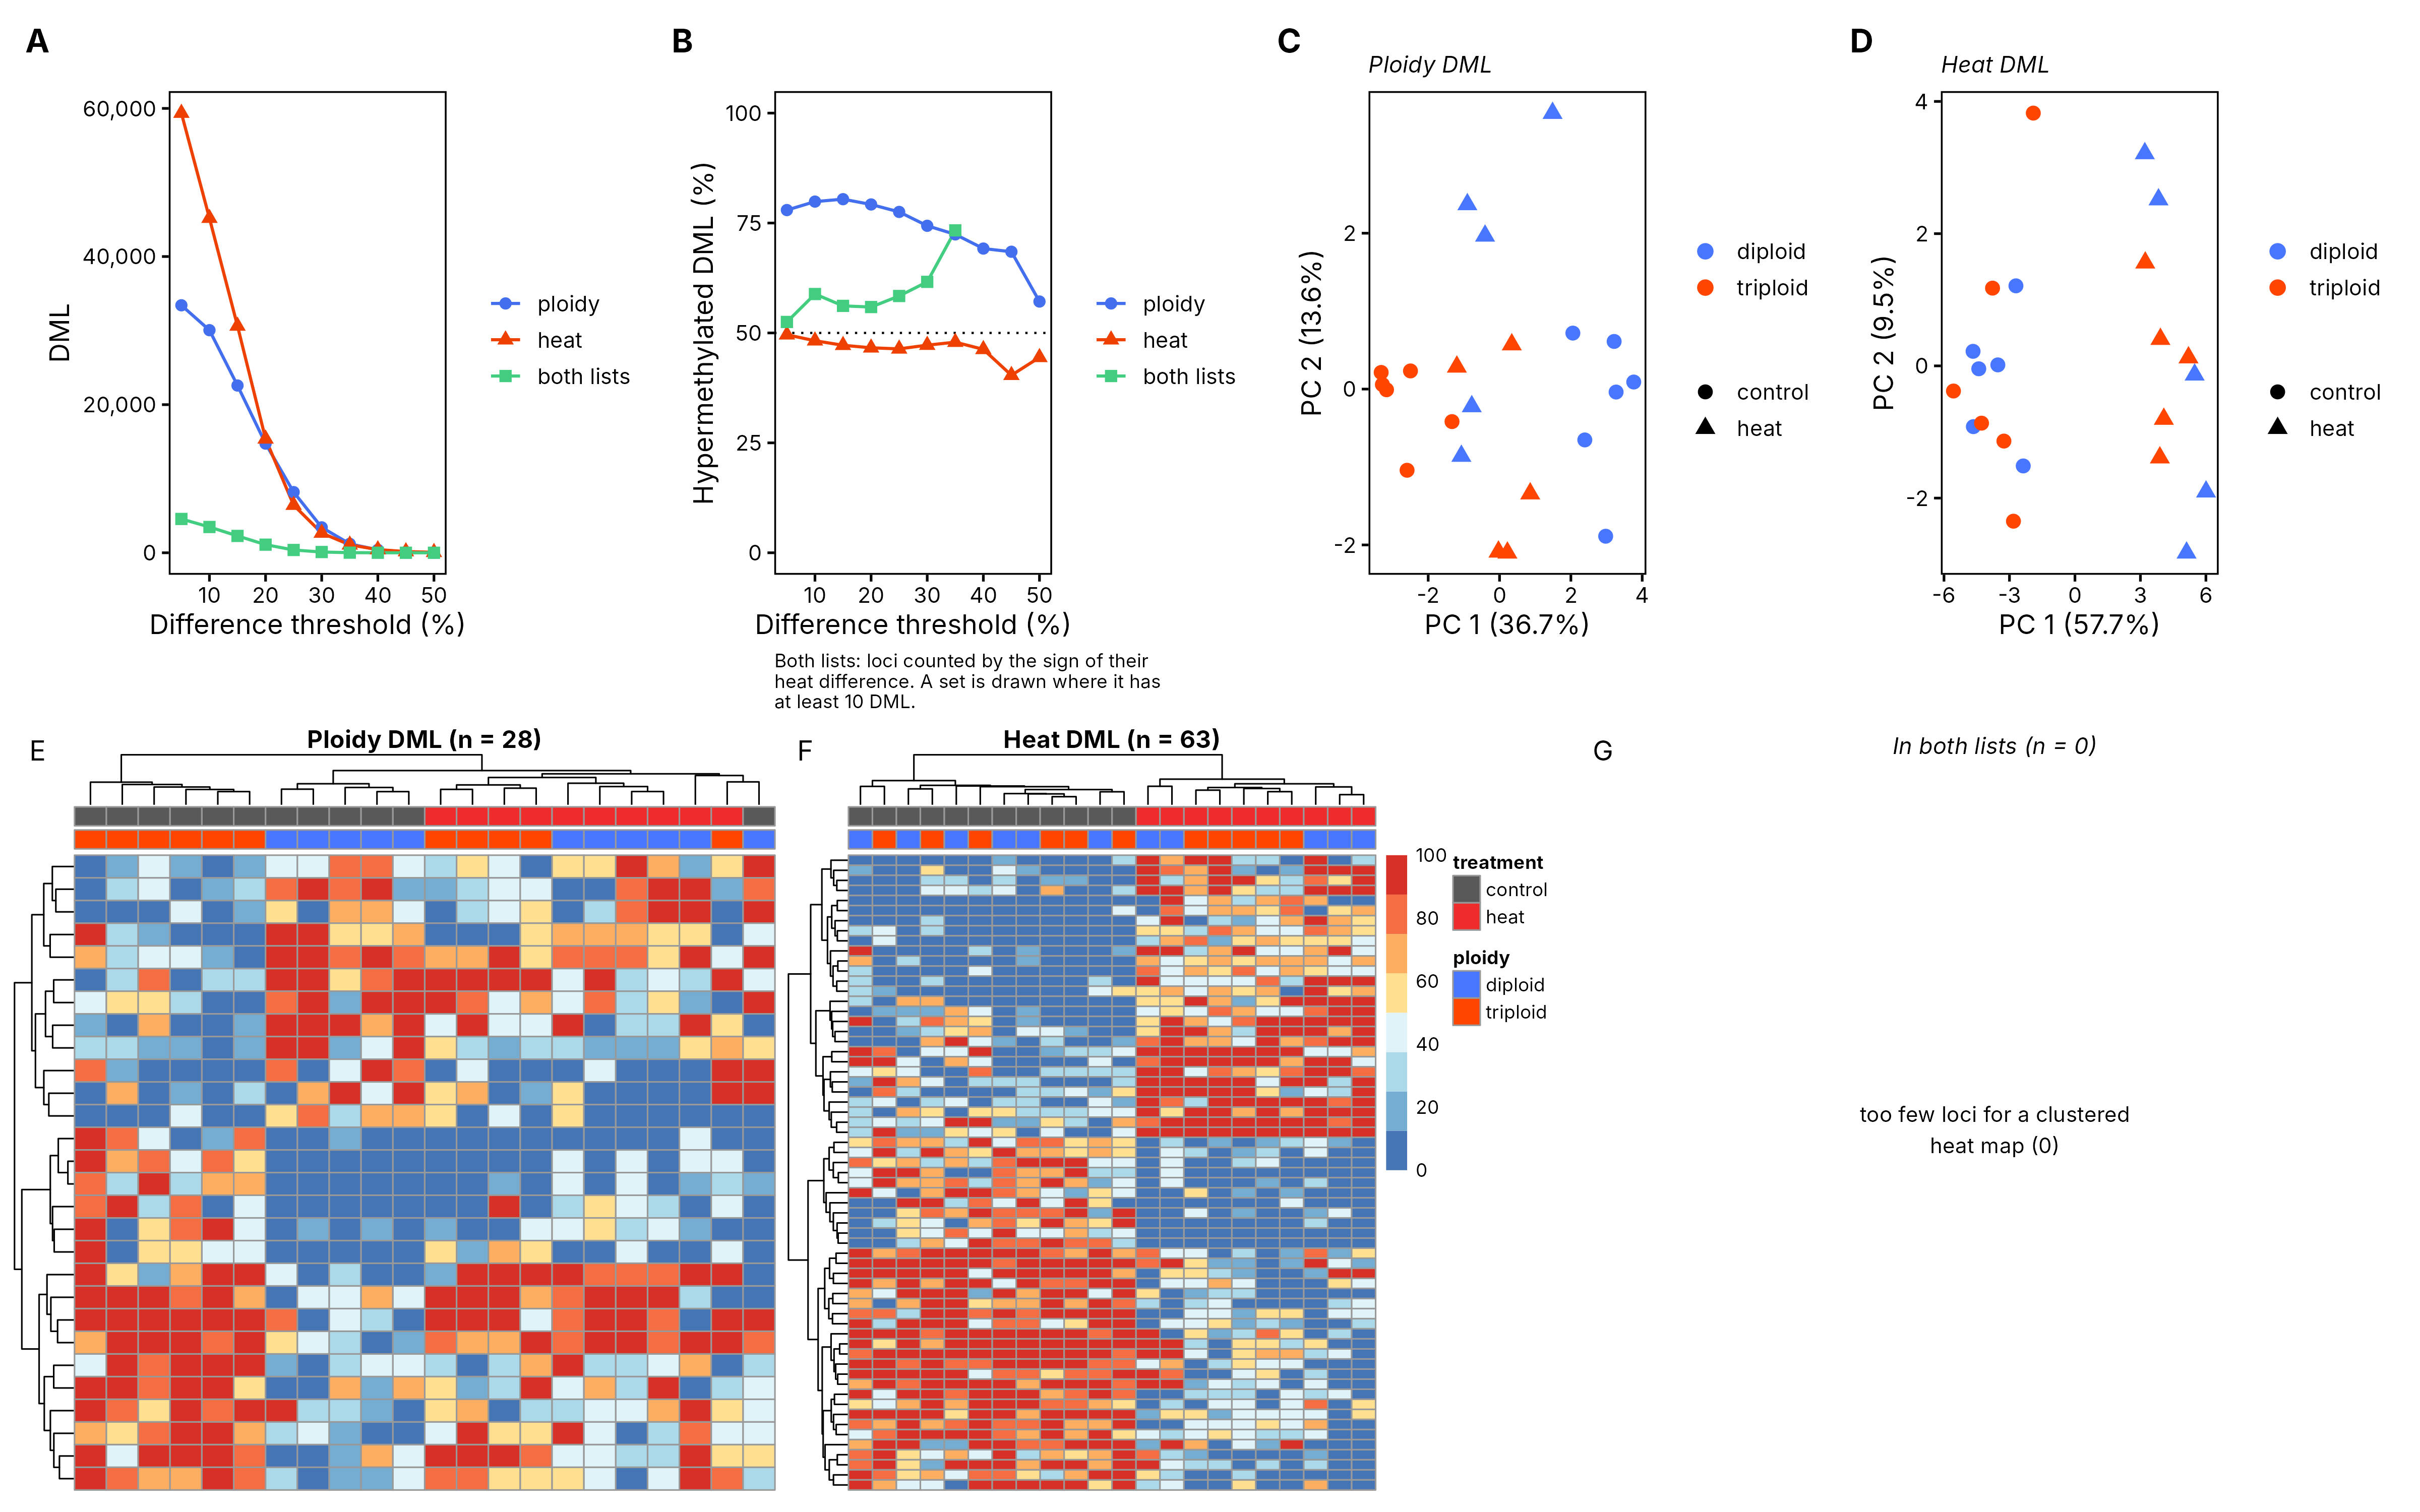 A
60,000
40,000
20,000
0
DML
10 20 30 40 50
Difference threshold (%)
ploidy
heat
both lists
B
100
75
50
25
0
Hypermethylated DML (%)
10 20 30 40 50
Difference threshold (%)
ploidy
heat
both lists
Both lists: loci counted by the sign of their
heat difference. A set is drawn where it has
at least 10 DML.
C
Ploidy DML
2
0
-2
PC 2 (13.6%)
-2 0 2 4
PC 1 (36.7%)
diploid
triploid
control
heat
D
Heat DML
4
2
0
-2
PC 2 (9.5%)
-6 -3 0 3 6
PC 1 (57.7%)
diploid
triploid
control
heat
E
Ploidy DML (n = 28)
F
Heat DML (n = 63)
100
80
60
40
20
0
treatment
control
heat
ploidy
diploid
triploid
G
In both lists (n = 0)
too few loci for a clustered
heat map (0)